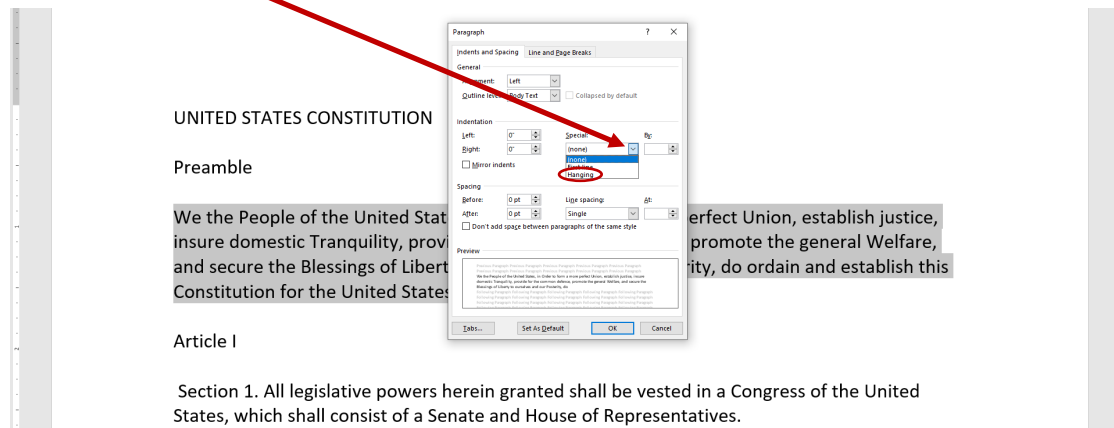 Paragraph ? ×
Indents and Spacing Line and Page Breaks
General
Left
Outline level: Body Text Collapsed by default
UNITED STATES CONSTITUTION
Indentation
Left: 0" Special: By:
Right: 0" (none)
(none)
Mirror indents
Hanging
Preamble
Spacing
Before: 0 pt Line spacing: At:
After: 0 pt Single
Don't add space between paragraphs of the same style
We the People of the United Stat erfect Union, establish justice,
insure domestic Tranquility, provi promote the general Welfare,
and secure the Blessings of Libert ity, do ordain and establish this
Constitution for the United States
Preview
Tabs... Set As Default OK Cancel
Article I
Section 1. All legislative powers herein granted shall be vested in a Congress of the United
States, which shall consist of a Senate and House of Representatives.